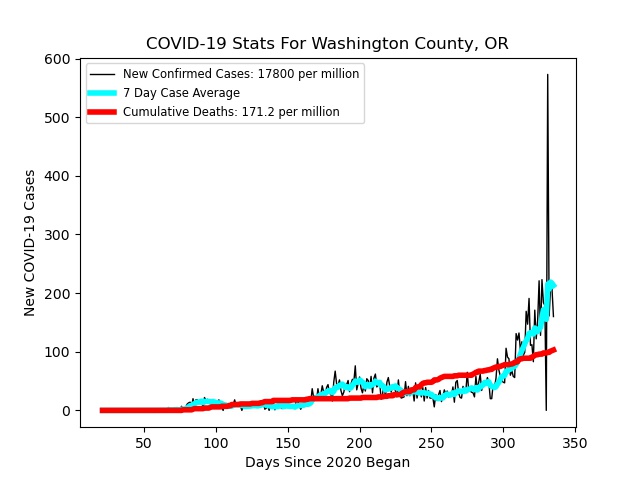 COVID-19 Stats For Washington County, OR
New Confirmed Cases: 17800 per million
7 Day Case Average
Cumulative Deaths: 171.2 per million
New COVID-19 Cases
600
500
400
300
200
100
0
50
100
150
200
250
300
350
Days Since 2020 Began